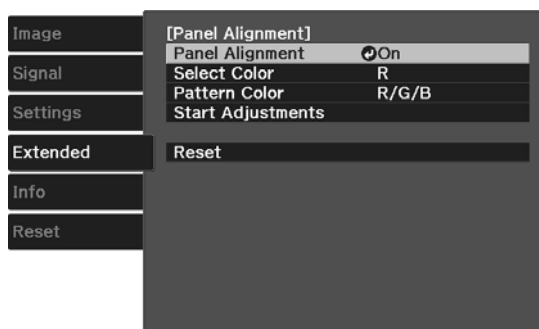 Image
Signal
Settings
Extended
Info
Reset
[Panel Alignment]
Panel Alignment On
Select Color R
Pattern Color R/G/B
Start Adjustments
Reset